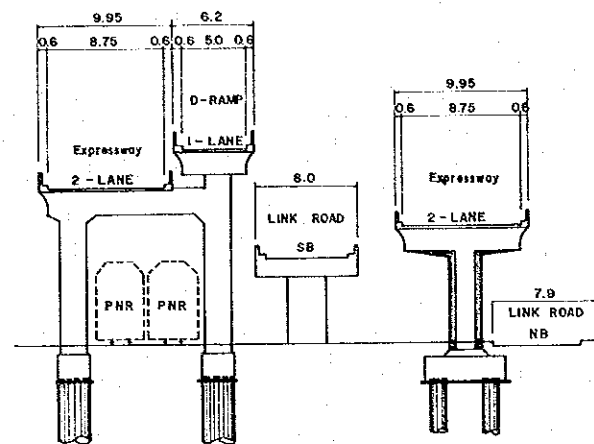 9.95 6.2
0.6 8.75 0.6 0.6 5.0 0.6
D-RAMP
1-LANE
Expressway
2-LANE
PNR PNR
8.0
LINK ROAD
SB
9.95
0.6 8.75 0.6
Expressway
2-LANE
7.9
LINK ROAD
NB